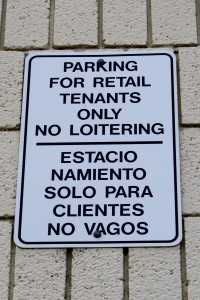 PARKING
FOR RETAIL
TENANTS
ONLY
NO LOITERING
ESTACIO
NAMIENTO
SOLO PARA
CLIENTES
NO VAGOS